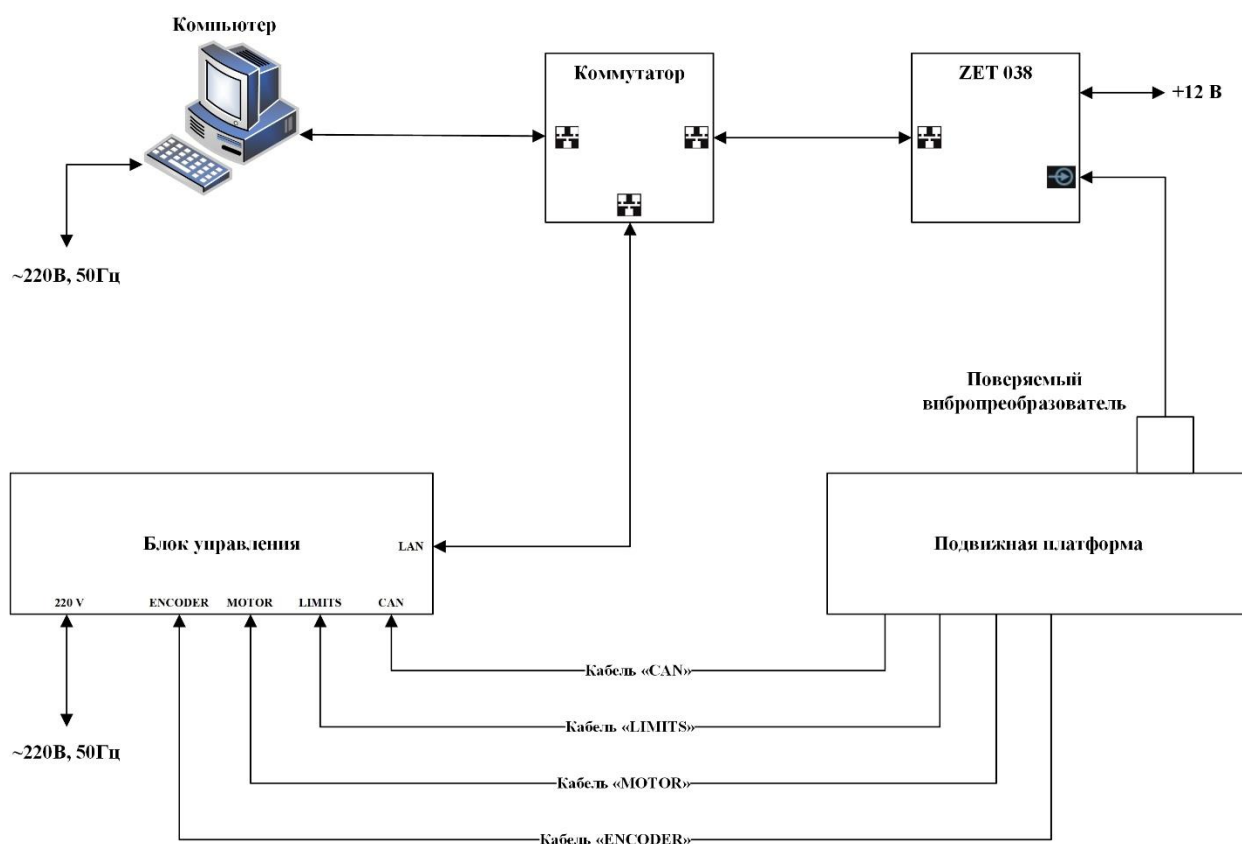 Компьютер
Коммутатор
ZET 038
+12 В
~220В, 50Гц
Поверяемый
вибропреобразователь
Блок управления
LAN
Подвижная платформа
220 V
ENCODER
MOTOR
LIMITS
CAN
Кабель «CAN»
Кабель «LIMITS»
~220В, 50Гц
Кабель «MOTOR»
Кабель «ENCODER»